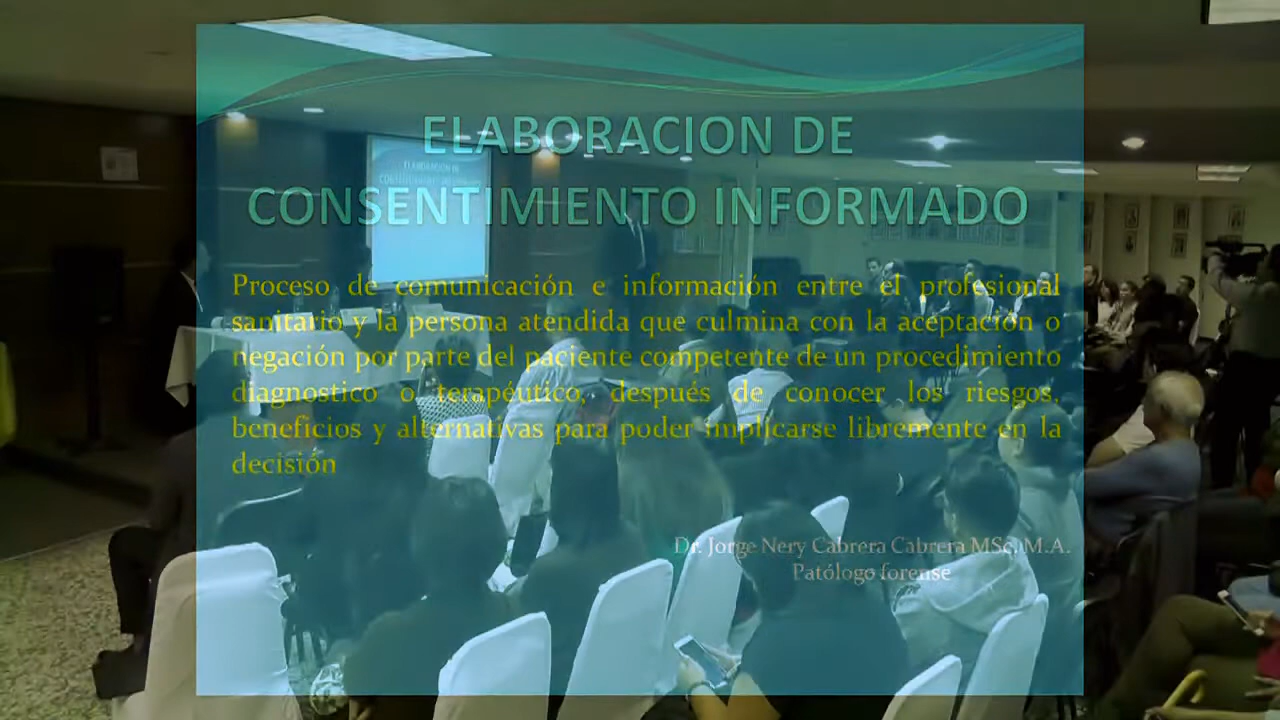 ELABORACION DE
CONSENTIMIENTO INFORMADO
Proceso de comunicación e información entre el profesional
sanitario y la persona atendida que culmina con la aceptación o
negación por parte del paciente competente de un procedimiento
diagnostico o terapéutico, después de conocer los riesgos,
beneficios y alternativas para poder implicarse libremente en la
decisión
Dr. Jorge Nery Cabrera Cabrera MSc. M.A.
Patólogo forense